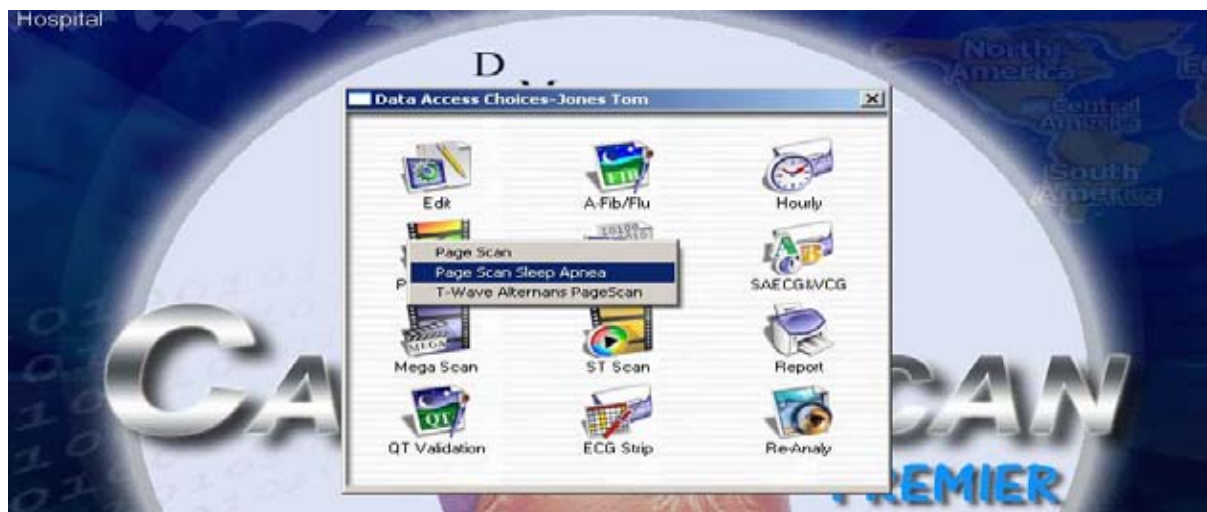 Hospital
D
North
America
Central
America
South
America
Data Access Choices-Jones Tom
Edit
A-Fib/Flu
Hourly
Page Scan
Page Scan Sleep Apnea
T-Wave Alternans PageScan
P
SAECG&VCG
MEGA
Mega Scan
ST Scan
Report
QT
QT Validation
ECG Strip
Re-Analy
CA
CAN
PREMIER